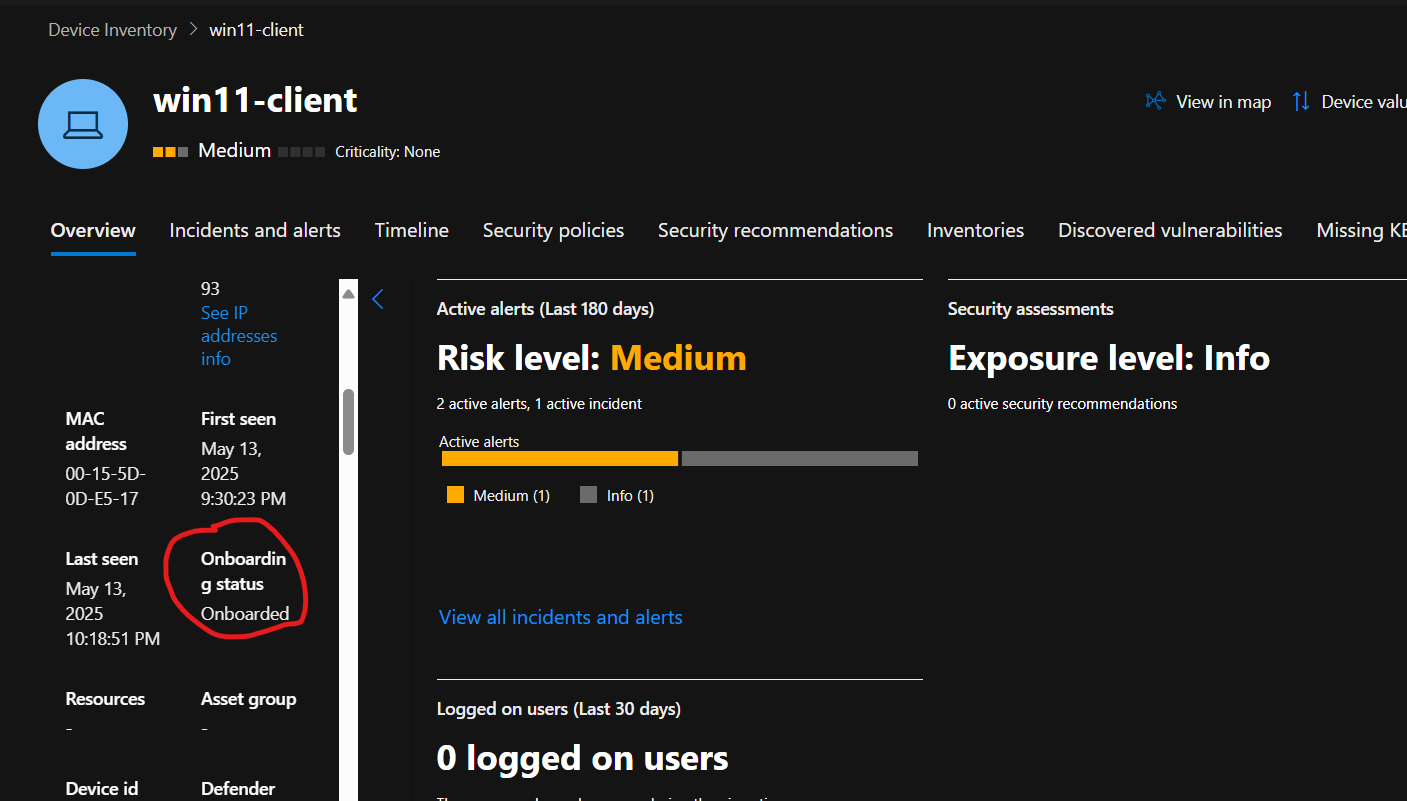 Device Inventory > win11-client
win11-client
View in map
Device valu
Medium
Criticality: None
Overview
Incidents and alerts
Timeline
Security policies
Security recommendations
Inventories
Discovered vulnerabilities
Missing KB
93
See IP
addresses
info
MAC
address
00-15-5D-
0D-E5-17
First seen
May 13,
2025
9:30:23 PM
Last seen
May 13,
2025
10:18:51 PM
Onboardin
g status
Onboarded
Resources
-
Asset group
-
Device id
Defender
Active alerts (Last 180 days)
Risk level: Medium
2 active alerts, 1 active incident
Active alerts
Medium (1)
Info (1)
View all incidents and alerts
Security assessments
Exposure level: Info
0 active security recommendations
Logged on users (Last 30 days)
0 logged on users